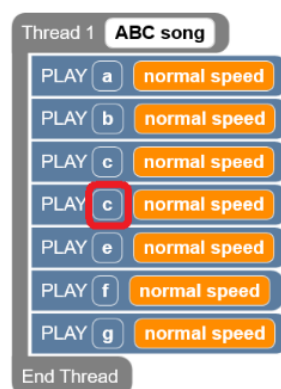 Thread 1 ABC song
PLAY a normal speed
PLAY b normal speed
PLAY c normal speed
PLAY c normal speed
PLAY e normal speed
PLAY f normal speed
PLAY g normal speed
End Thread